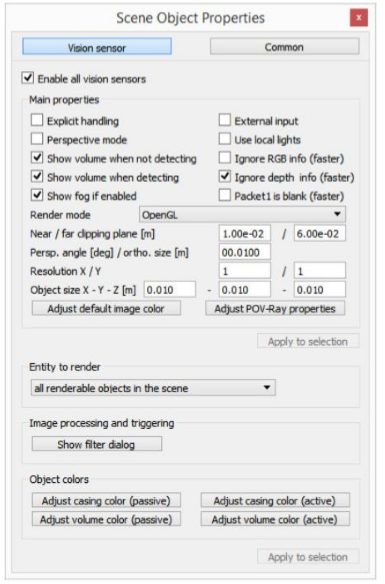 Scene Object Properties
x
Vision sensor Common
Enable all vision sensors
Main properties
Explicit handling External input
Perspective mode Use local lights
Show volume when not detecting Ignore RGB info (faster)
Show volume when detecting Ignore depth info (faster)
Show fog if enabled Packet1 is blank (faster)
Render mode OpenGL
Near / far clipping plane [m] 1.00e-02 / 6.00e-02
Persp. angle [deg] / ortho. size [m] 00.0100
Resolution X / Y 1 / 1
Object size X - Y - Z [m] 0.010 - 0.010 - 0.010
Adjust default image color Adjust POV-Ray properties
Apply to selection
Entity to render
all renderable objects in the scene
Image processing and triggering
Show filter dialog
Object colors
Adjust casing color (passive) Adjust casing color (active)
Adjust volume color (passive) Adjust volume color (active)
Apply to selection